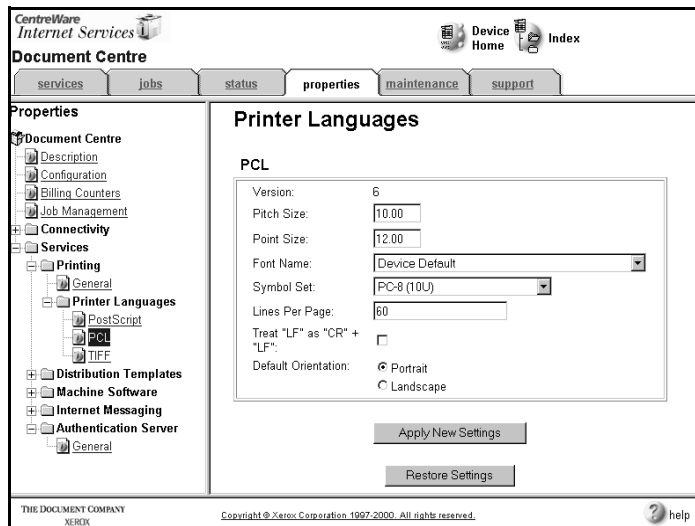 CentreWare
Internet Services
Document Centre
Device Home
Index
services
jobs
status
properties
maintenance
support
Properties
Document Centre
Description
Configuration
Billing Counters
Job Management
Connectivity
Services
Printing
General
Printer Languages
PostScript
PCL
TIFF
Distribution Templates
Machine Software
Internet Messaging
Authentication Server
General
Printer Languages
PCL
Version: 6
Pitch Size: 10.00
Point Size: 12.00
Font Name: Device Default
Symbol Set: PC-8 (10U)
Lines Per Page: 60
Treat "LF" as "CR" +
"LF":
Default Orientation: Portrait
Landscape
Apply New Settings
Restore Settings
THE DOCUMENT COMPANY
XEROX
Copyright © Xerox Corporation 1997-2000. All rights reserved.
help